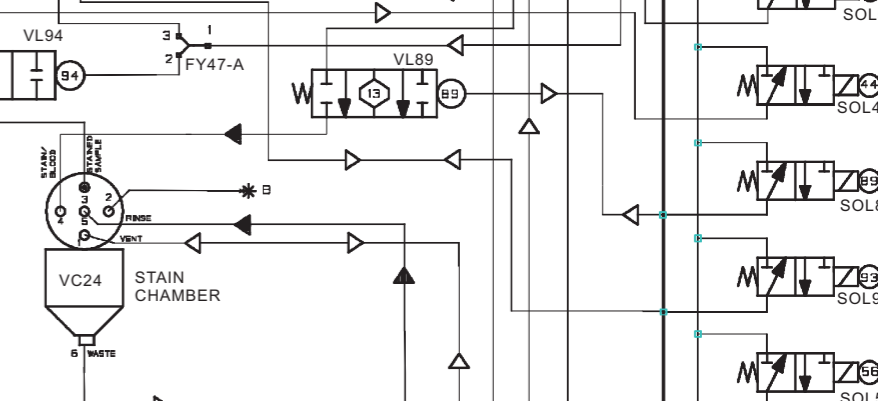 SOL
VL94
3
1
2
FY47-A
94
VL89
13
89
44
SOL4
STAIN/
BLOOD
STAINED
SAMPLE
3
2
4
5
1
B
RINSE
VENT
89
SOL8
VC24
STAIN
CHAMBER
93
SOL9
6
WASTE
56